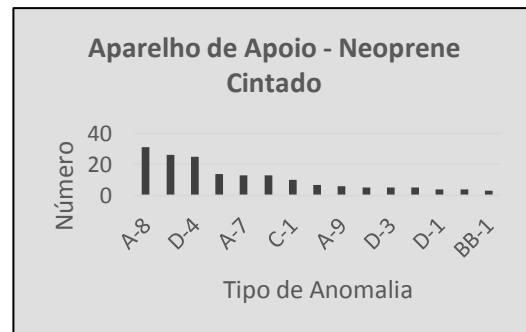 Aparelho de Apoio - Neoprene
Cintado
40
20
0
Número
A-8
D-4
A-7
C-1
A-9
D-3
D-1
BB-1
Tipo de Anomalia